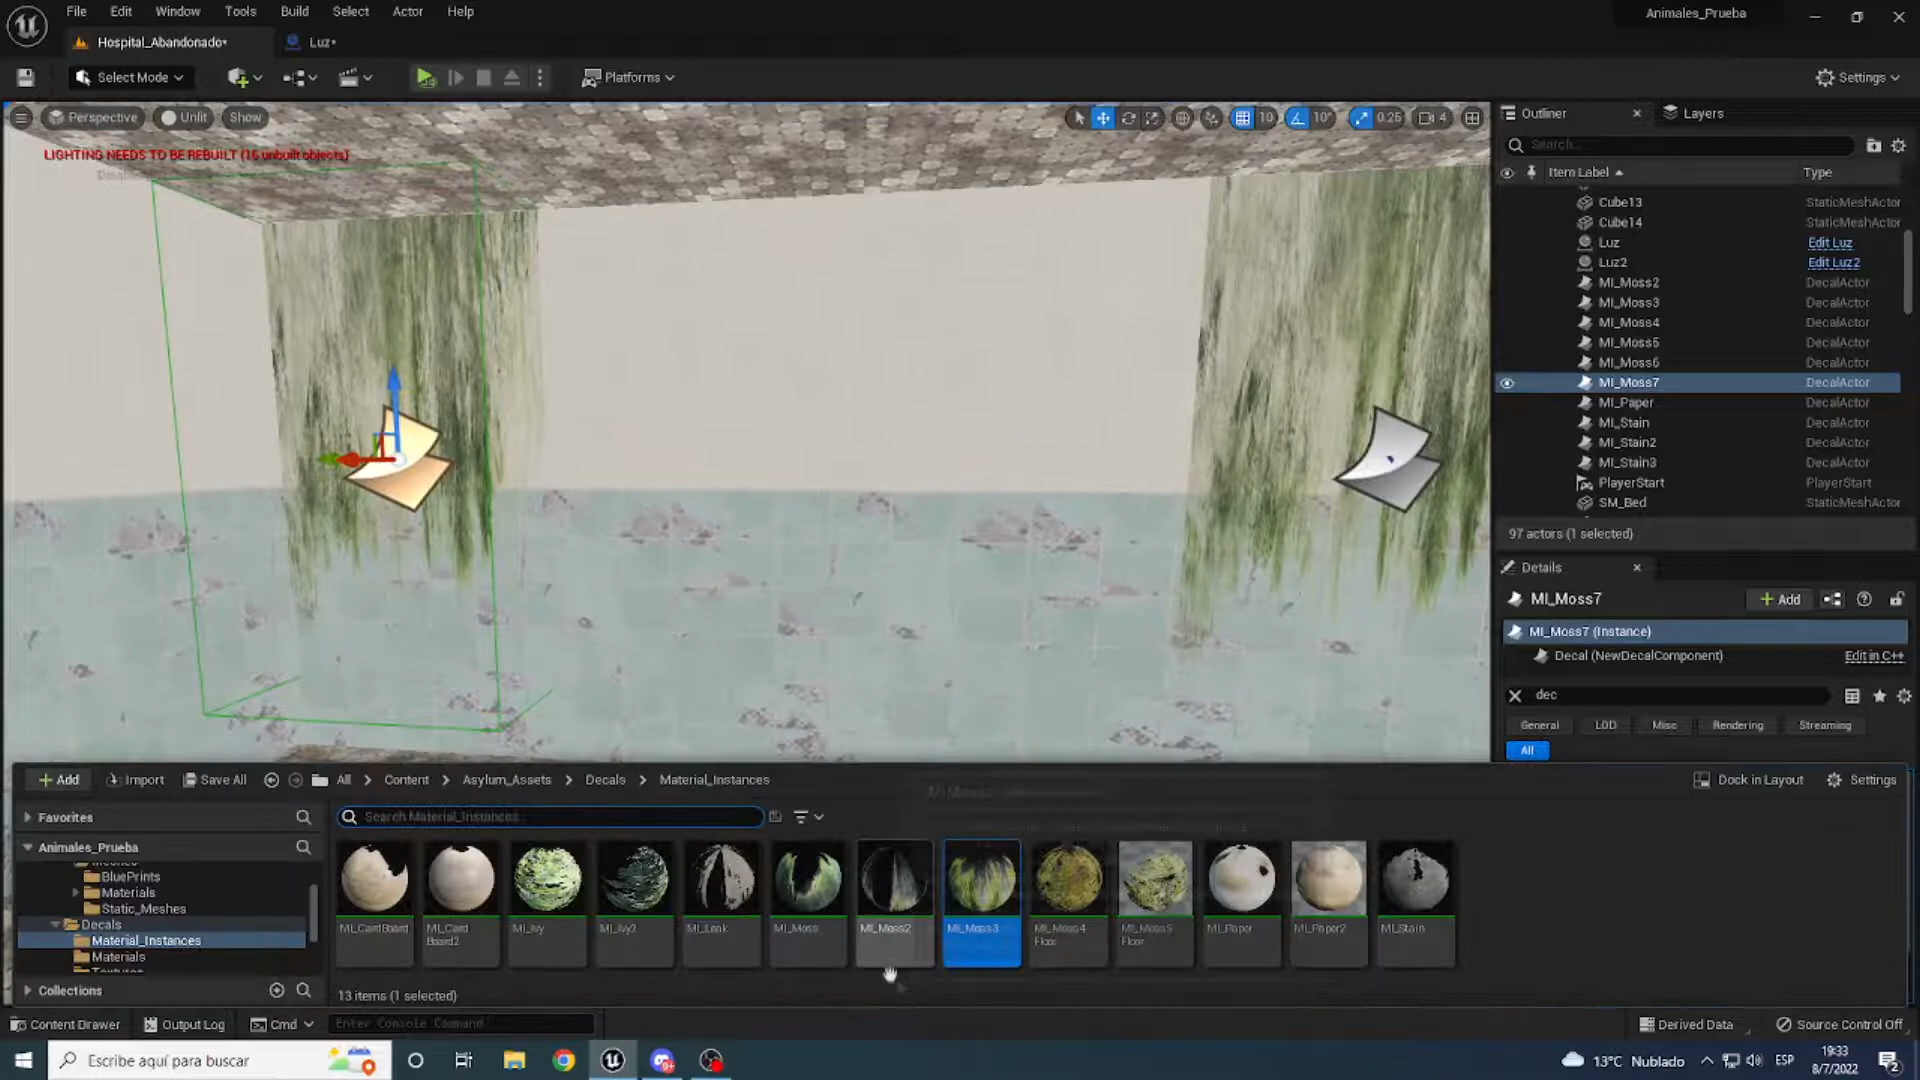 File Edit Window Tools Build Select Actor Help
Animales_Prueba
Hospital_Abandonado*
Luz*
Select Mode
Platforms
Settings
Perspective
Unlit
Show
10
10°
0.25
4
LIGHTING NEEDS TO BE REBUILT (16 unbuilt objects)
Outliner
Layers
Search...
Item Label
Type
Cube13 StaticMeshActor
Cube14 StaticMeshActor
Luz Edit Luz
Luz2 Edit Luz2
MI_Moss2 DecalActor
MI_Moss3 DecalActor
MI_Moss4 DecalActor
MI_Moss5 DecalActor
MI_Moss6 DecalActor
MI_Moss7 DecalActor
MI_Paper DecalActor
MI_Stain DecalActor
MI_Stain2 DecalActor
MI_Stain3 DecalActor
PlayerStart PlayerStart
SM_Bed StaticMeshActor
97 actors (1 selected)
Details
MI_Moss7
Add
MI_Moss7 (Instance)
Decal (NewDecalComponent) Edit in C++
dec
General LOD Misc Rendering Streaming
All
Add
Import
Save All
All > Content > Asylum_Assets > Decals > Material_Instances
Dock in Layout
Settings
Favorites
Animales_Prueba
BluePrints
Materials
Static_Meshes
Decals
Material_Instances
Materials
Collections
Search Material_Instances
MI_CardBoard
MI_Card Board2
MI_Ivy
MI_Ivy2
MI_Leak
MI_Moss
MI_Moss2
MI_Moss3
MI_Moss4 Floor
MI_Moss5 Floor
MI_Paper
MI_Paper2
MI_Stain
13 items (1 selected)
Content Drawer
Output Log
Cmd
Enter Console Command
Derived Data
Source Control Off
Escribe aquí para buscar
13°C Nublado
ESP
19:33
8/7/2022
2